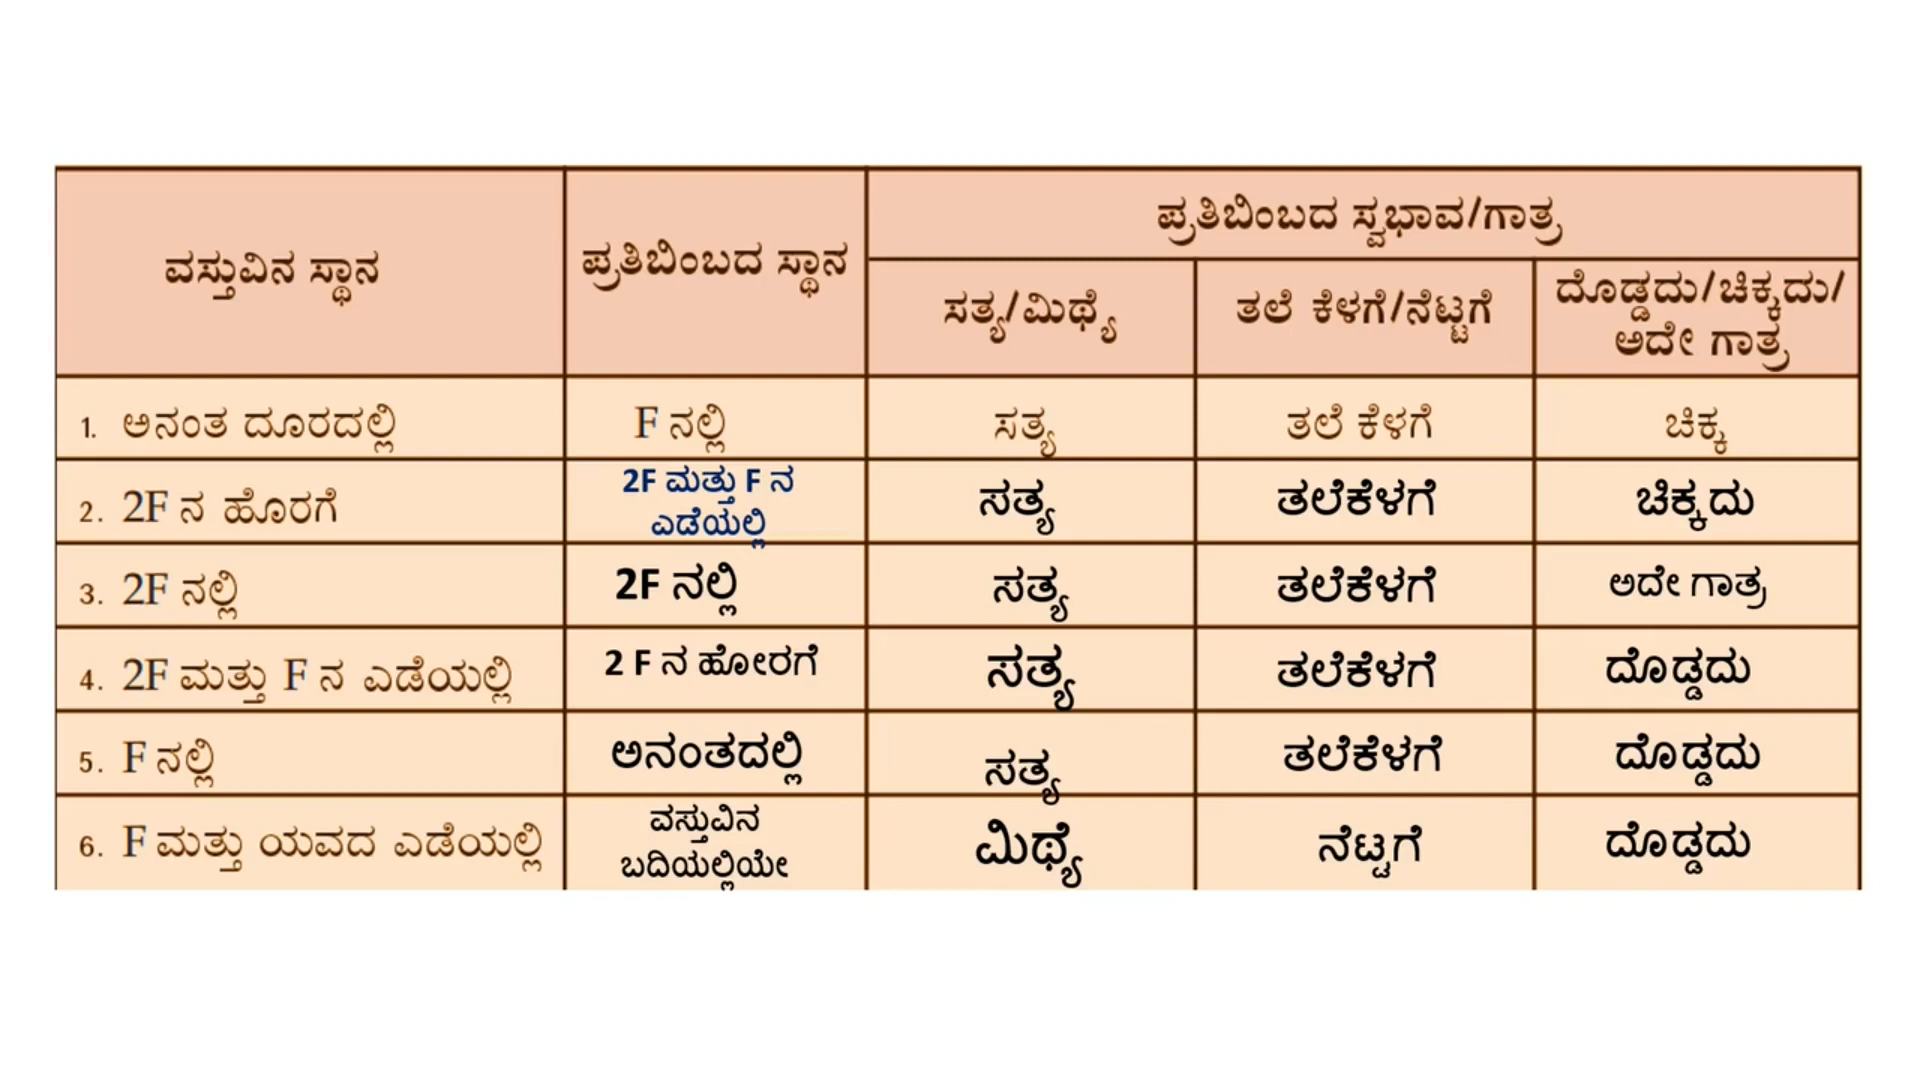 ವಸ್ತುವಿನ ಸ್ಥಾನ
ಪ್ರತಿಬಿಂಬದ ಸ್ಥಾನ
ಪ್ರತಿಬಿಂಬದ ಸ್ವಭಾವ/ಗಾತ್ರ
ಸತ್ಯ/ಮಿಥ್ಯೆ
ತಲೆ ಕೆಳಗೆ/ನೆಟ್ಟಗೆ
ದೊಡ್ಡದು/ಚಿಕ್ಕದು/
ಅದೇ ಗಾತ್ರ
1. ಅನಂತ ದೂರದಲ್ಲಿ
F ನಲ್ಲಿ
ಸತ್ಯ
ತಲೆ ಕೆಳಗೆ
ಚಿಕ್ಕ
2. 2F ನ ಹೊರಗೆ
2F ಮತ್ತು F ನ
ಎಡೆಯಲ್ಲಿ
ಸತ್ಯ
ತಲೆಕೆಳಗೆ
ಚಿಕ್ಕದು
3. 2F ನಲ್ಲಿ
2F ನಲ್ಲಿ
ಸತ್ಯ
ತಲೆಕೆಳಗೆ
ಅದೇ ಗಾತ್ರ
4. 2F ಮತ್ತು F ನ ಎಡೆಯಲ್ಲಿ
2 F ನ ಹೋರಗೆ
ಸತ್ಯ
ತಲೆಕೆಳಗೆ
ದೊಡ್ಡದು
5. F ನಲ್ಲಿ
ಅನಂತದಲ್ಲಿ
ಸತ್ಯ
ತಲೆಕೆಳಗೆ
ದೊಡ್ಡದು
6. F ಮತ್ತು ಯವದ ಎಡೆಯಲ್ಲಿ
ವಸ್ತುವಿನ
ಬದಿಯಲ್ಲಿಯೇ
ಮಿಥ್ಯೆ
ನೆಟ್ಟಗೆ
ದೊಡ್ಡದು